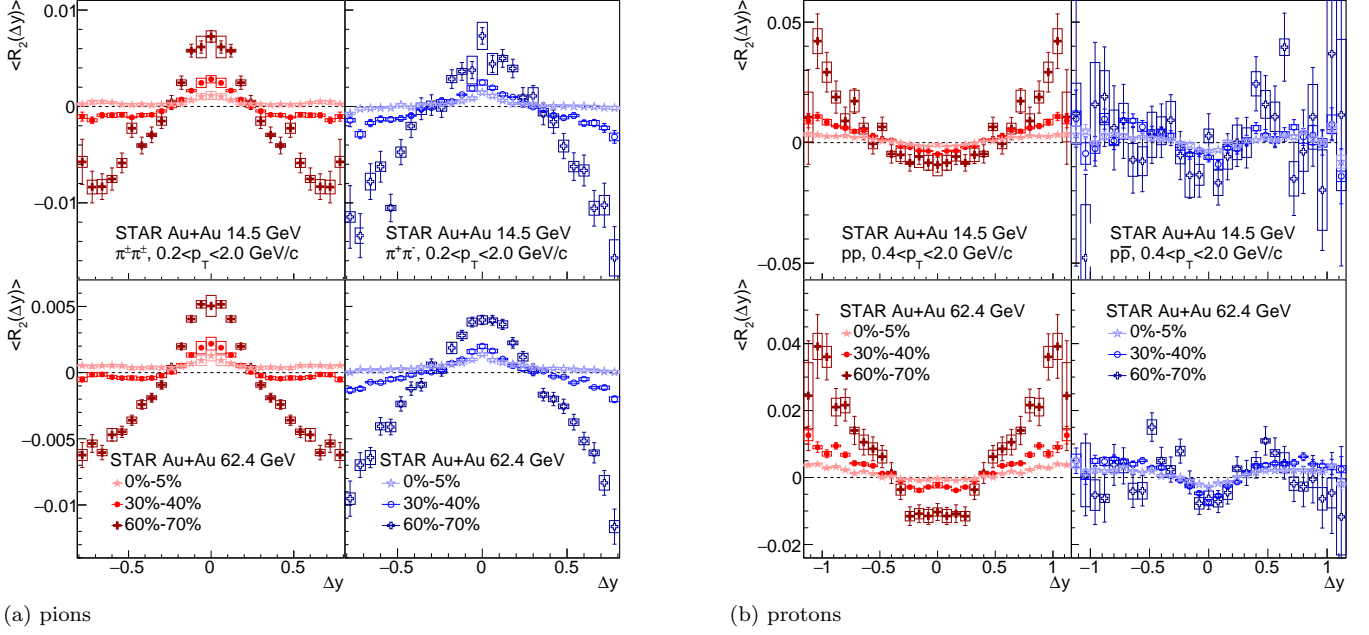 <R₂(Δy)>
0.01
0
−0.01
STAR Au+Au 14.5 GeV
π±π±, 0.2<p_T<2.0 GeV/c
STAR Au+Au 14.5 GeV
π⁺π⁻, 0.2<p_T<2.0 GeV/c
<R₂(Δy)>
0.005
0
−0.005
−0.01
STAR Au+Au 62.4 GeV
0%-5%
30%-40%
60%-70%
STAR Au+Au 62.4 GeV
0%-5%
30%-40%
60%-70%
−0.5 0 0.5
Δy
−0.5 0 0.5
Δy
(a) pions
<R₂(Δy)>
0.05
0
−0.05
STAR Au+Au 14.5 GeV
pp, 0.4<p_T<2.0 GeV/c
STAR Au+Au 14.5 GeV
pp̅, 0.4<p_T<2.0 GeV/c
<R₂(Δy)>
0.04
0.02
0
−0.02
STAR Au+Au 62.4 GeV
0%-5%
30%-40%
60%-70%
STAR Au+Au 62.4 GeV
0%-5%
30%-40%
60%-70%
−1 −0.5 0 0.5 1
Δy
−1 −0.5 0 0.5 1
Δy
(b) protons